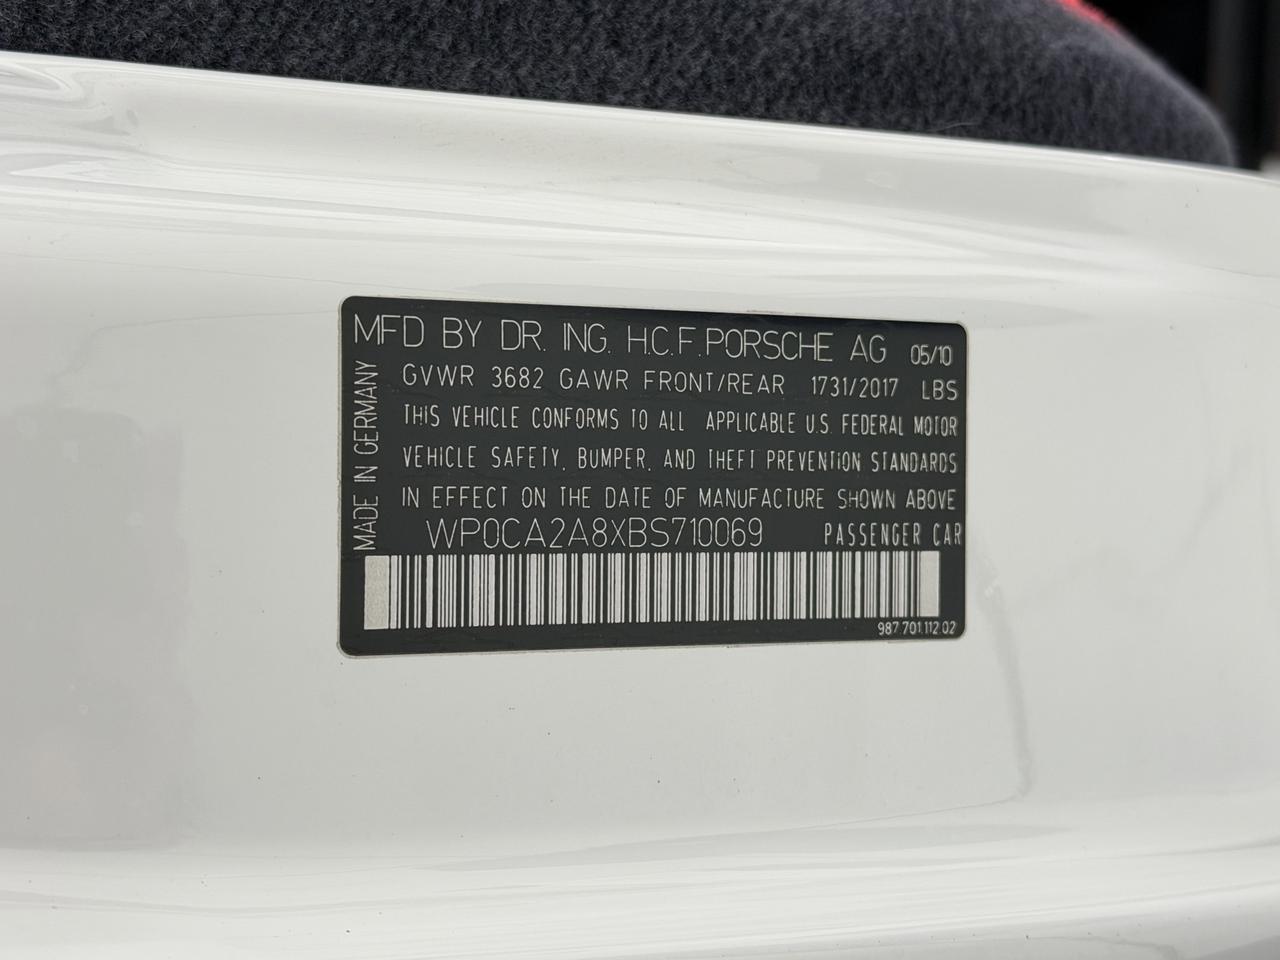 MFD BY DR. ING. H.C.F. PORSCHE AG 05/10
GVWR 3682 GAWR FRONT/REAR 1731/2017 LBS
THIS VEHICLE CONFORMS TO ALL APPLICABLE U.S. FEDERAL MOTOR
VEHICLE SAFETY, BUMPER, AND THEFT PREVENTION STANDARDS
IN EFFECT ON THE DATE OF MANUFACTURE SHOWN ABOVE
WP0CA2A8XBS710069 PASSENGER CAR
987.701.112.02
MADE IN GERMANY